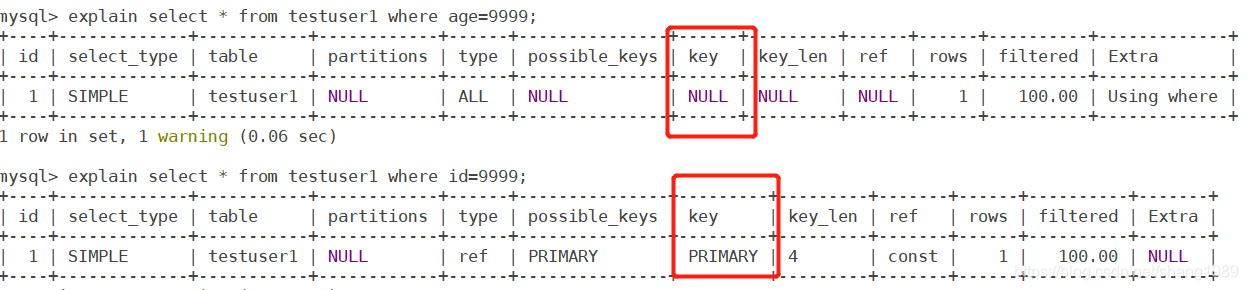 mysql> explain select * from testuser1 where age=9999;
+----+-------------+-----------+------------+------+---------------+------+---------+------+------+----------+-------------+
| id | select_type | table | partitions | type | possible_keys | key | key_len | ref | rows | filtered | Extra |
+----+-------------+-----------+------------+------+---------------+------+---------+------+------+----------+-------------+
| 1 | SIMPLE | testuser1 | NULL | ALL | NULL | NULL | NULL | NULL | 1 | 100.00 | Using where |
+----+-------------+-----------+------------+------+---------------+------+---------+------+------+----------+-------------+
1 row in set, 1 warning (0.06 sec)
mysql> explain select * from testuser1 where id=9999;
+----+-------------+-----------+------------+------+---------------+---------+---------+-------+------+----------+-------+
| id | select_type | table | partitions | type | possible_keys | key | key_len | ref | rows | filtered | Extra |
+----+-------------+-----------+------------+------+---------------+---------+---------+-------+------+----------+-------+
| 1 | SIMPLE | testuser1 | NULL | ref | PRIMARY | PRIMARY | 4 | const | 1 | 100.00 | NULL |
+----+-------------+-----------+------------+------+---------------+---------+---------+-------+------+----------+-------+